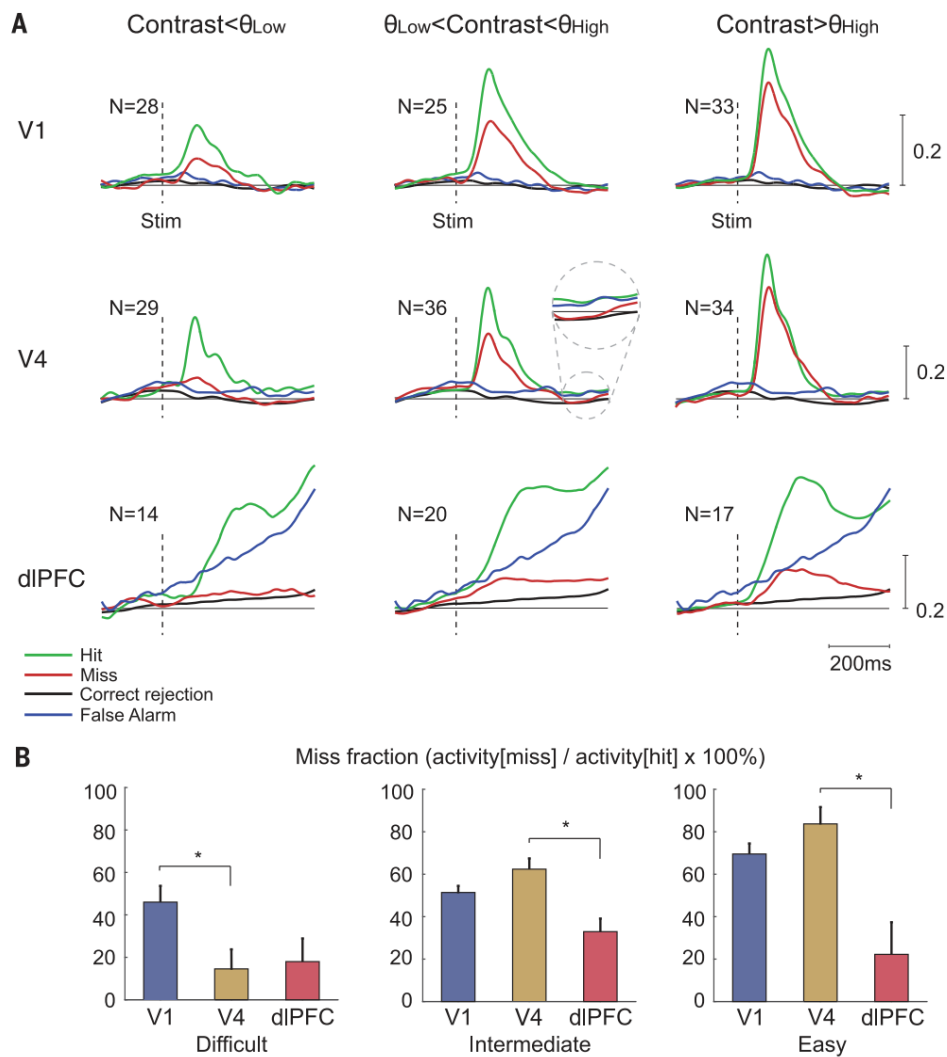 A
Contrast<θLow θLow<Contrast<θHigh Contrast>θHigh
V1
N=28 N=25 N=33
0.2
Stim Stim Stim
V4
N=29 N=36 N=34
0.2
dlPFC
N=14 N=20 N=17
0.2
200ms
Hit
Miss
Correct rejection
False Alarm
B
Miss fraction (activity[miss] / activity[hit] x 100%)
100 100 100
80 80 80
60 60 60
40 40 40
20 20 20
0 0 0
* * *
V1 V4 dlPFC V1 V4 dlPFC V1 V4 dlPFC
Difficult Intermediate Easy